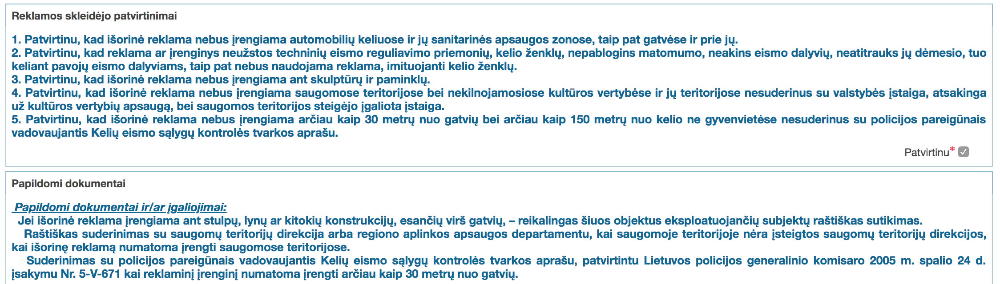 Reklamos skleidėjo patvirtinimai
1. Patvirtinu, kad išorinė reklama nebus įrengiama automobilių keliuose ir jų sanitarinės apsaugos zonose, taip pat gatvėse ir prie jų.
2. Patvirtinu, kad reklama ar įrenginys neužstos techninių eismo reguliavimo priemonių, kelio ženklų, nepablogins matomumo, neakins eismo dalyvių, neatitrauks jų dėmesio, tuo
keliant pavojų eismo dalyviams, taip pat nebus naudojama reklama, imituojanti kelio ženklų.
3. Patvirtinu, kad išorinė reklama nebus įrengiama ant skulptūrų ir paminklų.
4. Patvirtinu, kad išorinė reklama nebus įrengiama saugomose teritorijose bei nekilnojamosiose kultūros vertybėse ir jų teritorijose nesuderinus su valstybės įstaiga, atsakinga
už kultūros vertybių apsaugą, bei saugomos teritorijos steigėjo įgaliota įstaiga.
5. Patvirtinu, kad išorinė reklama nebus įrengiama arčiau kaip 30 metrų nuo gatvių bei arčiau kaip 150 metrų nuo kelio ne gyvenvietėse nesuderinus su policijos pareigūnais
vadovaujantis Kelių eismo sąlygų kontrolės tvarkos aprašu.
Patvirtinu*
Papildomi dokumentai
Papildomi dokumentai ir/ar įgaliojimai:
Jei išorinė reklama įrengiama ant stulpų, lynų ar kitokių konstrukcijų, esančių virš gatvių, – reikalingas šiuos objektus eksploatuojančių subjektų raštiškas sutikimas.
Raštiškas suderinimas su saugomų teritorijų direkcija arba regiono aplinkos apsaugos departamentu, kai saugomoje teritorijoje nėra įsteigtos saugomų teritorijų direkcijos,
kai išorinę reklamą numatoma įrengti saugomose teritorijose.
Suderinimas su policijos pareigūnais vadovaujantis Kelių eismo sąlygų kontrolės tvarkos aprašu, patvirtintu Lietuvos policijos generalinio komisaro 2005 m. spalio 24 d.
įsakymu Nr. 5-V-671 kai reklaminį įrenginį numatoma įrengti arčiau kaip 30 metrų nuo gatvių.